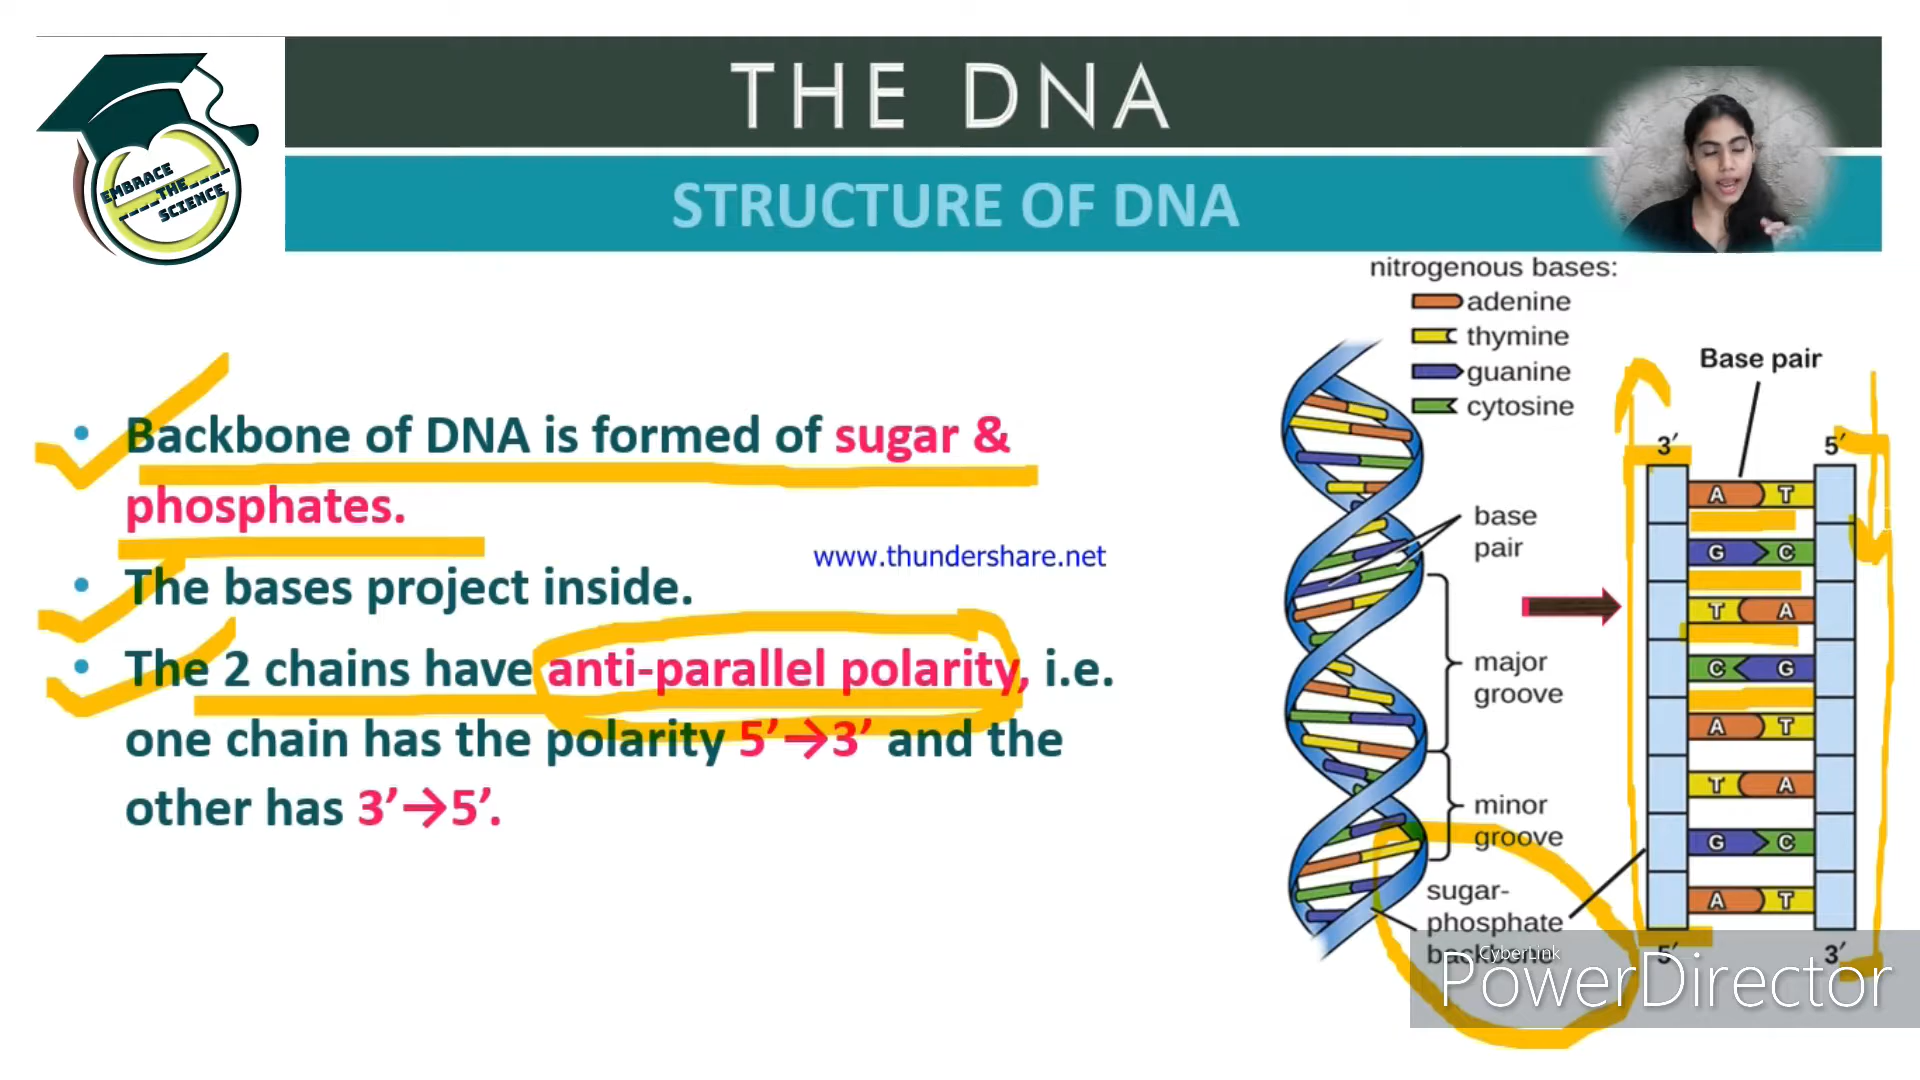 THE DNA
EMBRACE
THE
SCIENCE
STRUCTURE OF DNA
• Backbone of DNA is formed of sugar &
phosphates.
• The bases project inside.
• The 2 chains have anti-parallel polarity, i.e.
one chain has the polarity 5′→3′ and the
other has 3′→5′.
www.thundershare.net
nitrogenous bases:
adenine
thymine
guanine
cytosine
base
pair
major
groove
minor
groove
sugar-
phosphate
backbone
Base pair
3′ 5′
A T
G C
T A
C G
A T
T A
G C
A T
5′ 3′
CyberLink
PowerDirector